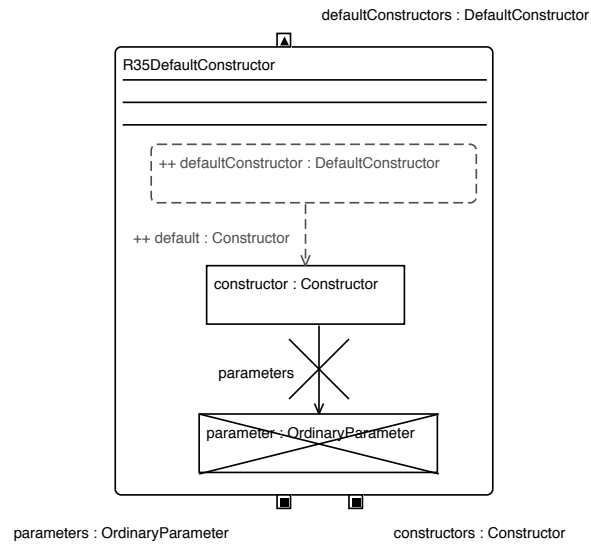 defaultConstructors : DefaultConstructor
R35DefaultConstructor
++ defaultConstructor : DefaultConstructor
++ default : Constructor
constructor : Constructor
parameters
parameter : OrdinaryParameter
parameters : OrdinaryParameter
constructors : Constructor